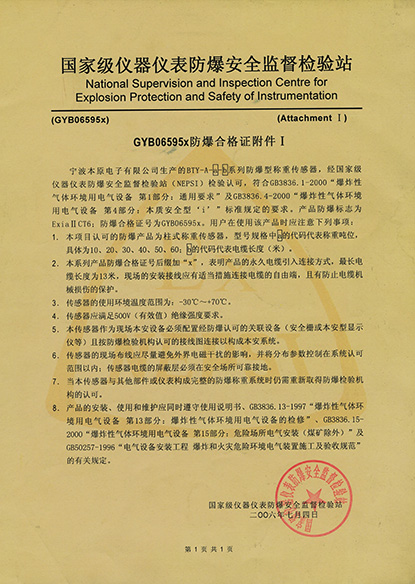 国家级仪器仪表防爆安全监督检验站
National Supervision and Inspection Centre for
Explosion Protection and Safety of Instrumentation
(GYB06595x) (Attachment Ⅰ)
GYB06595x防爆合格证附件Ⅰ
宁波本原电子有限公司生产的BTY-A-□-□系列防爆型称重传感器，经国家级
仪器仪表防爆安全监督检验站（NEPSI）检验认可，符合GB3836.1-2000“爆炸性
气体环境用电气设备 第1部分：通用要求”及GB3836.4-2000“爆炸性气体环境
用电气设备 第4部分：本质安全型‘i’”标准规定的要求。产品防爆标志为
ExiaⅡCT6；防爆合格证号为GYB06595x。用户在使用该产品时应注意下列事项：
1. 本项目认可的防爆产品为柱式称重传感器，型号规格中□的代码代表称重吨位，
具体为10、20、30、40、50、60；□的代码代表电缆长度（米）。
2. 本系列产品防爆合格证号后缀加“x”，表明产品的永久电缆引入连接方式，最长电
缆长度为13米，现场的安装接线应有适当措施连接电缆的自由端，且有防止电缆机
械损伤的保护。
3. 传感器的使用环境温度范围为：-30℃~+70℃。
4. 传感器应满足500V（有效值）绝缘强度要求。
5. 本传感器作为现场本安设备必须配置经防爆认可的关联设备（安全栅或本安型显示
仪等）且按防爆检验机构认可的接线图连接以构成本安系统。
6. 传感器的现场布线应尽量避免外界电磁干扰的影响，并将分布参数控制在系统认可
范围以内；传感器电缆的屏蔽层必须在安全场所可靠接地。
7. 当本传感器与其他部件或仪表构成完整的防爆称重系统时仍需重新取得防爆检验机
构的认可。
8. 产品的安装、使用和维护应同时遵守使用说明书、GB3836.13-1997“爆炸性气体环
境用电气设备 第13部分：爆炸性气体环境用电气设备的检修”、GB3836.15-
2000“爆炸性气体环境用电气设备 第15部分：危险场所电气安装（煤矿除外）”及
GB50257-1996“电气设备安装工程 爆炸和火灾危险环境电气装置施工及验收规范”
的有关规定。
国家级仪器仪表防爆安全监督检验站
二OO六年七月四日
第 1 页 共 1 页